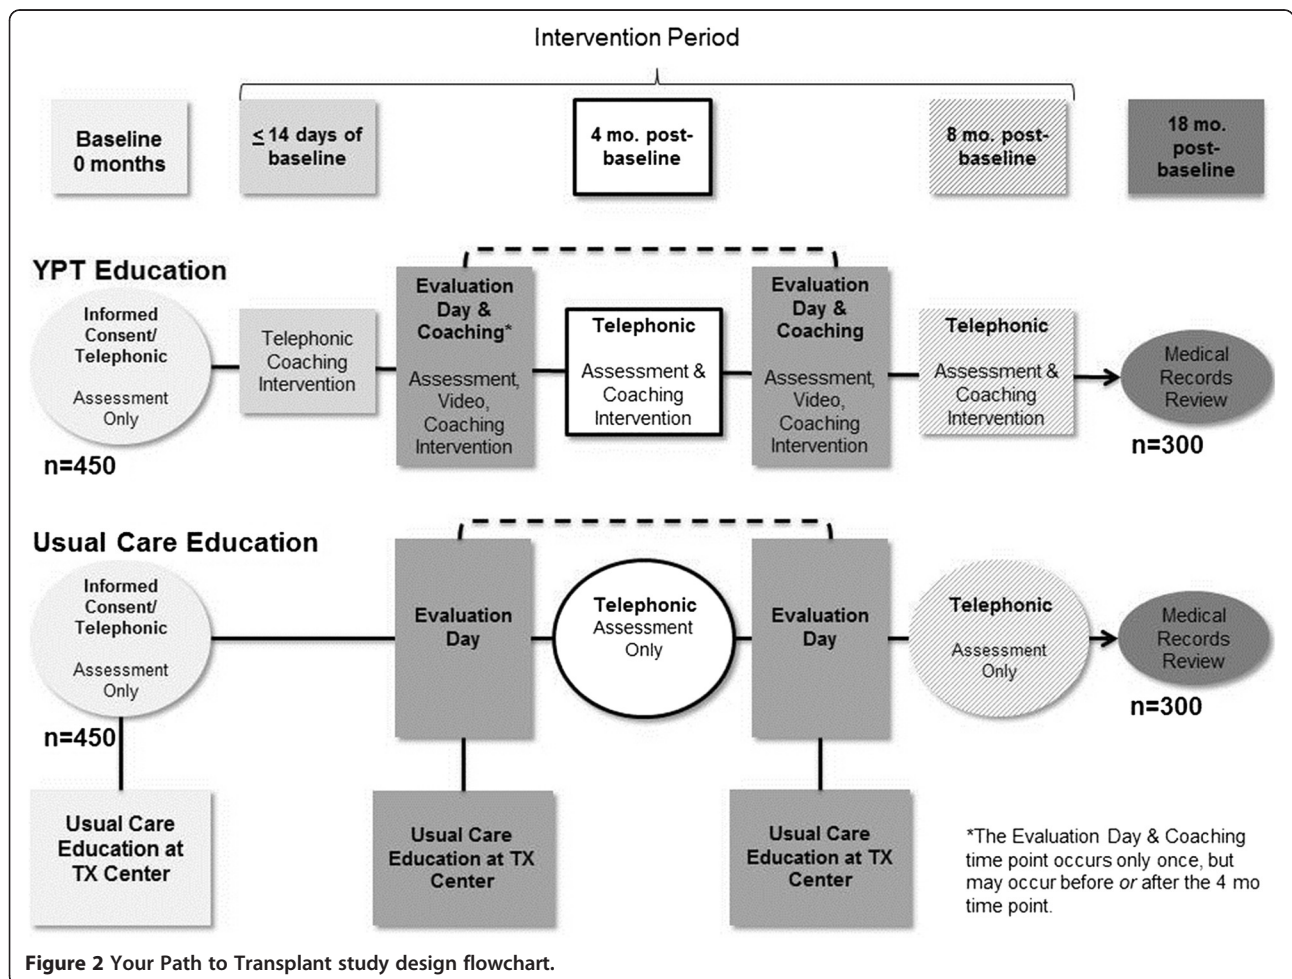 Intervention Period
Baseline
0 months
≤ 14 days of
baseline
4 mo. post-
baseline
8 mo. post-
baseline
18 mo.
post-
baseline
YPT Education
Informed
Consent/
Telephonic
Assessment
Only
n=450
Telephonic
Coaching
Intervention
Evaluation
Day &
Coaching*
Assessment,
Video,
Coaching
Intervention
Telephonic
Assessment &
Coaching
Intervention
Evaluation
Day &
Coaching
Assessment,
Video,
Coaching
Intervention
Telephonic
Assessment &
Coaching
Intervention
Medical
Records
Review
n=300
Usual Care Education
Informed
Consent/
Telephonic
Assessment
Only
n=450
Evaluation
Day
Telephonic
Assessment
Only
Evaluation
Day
Telephonic
Assessment
Only
Medical
Records
Review
n=300
Usual Care
Education at
TX Center
Usual Care
Education at TX
Center
Usual Care
Education at TX
Center
*The Evaluation Day & Coaching
time point occurs only once, but
may occur before or after the 4 mo
time point.
Figure 2 Your Path to Transplant study design flowchart.